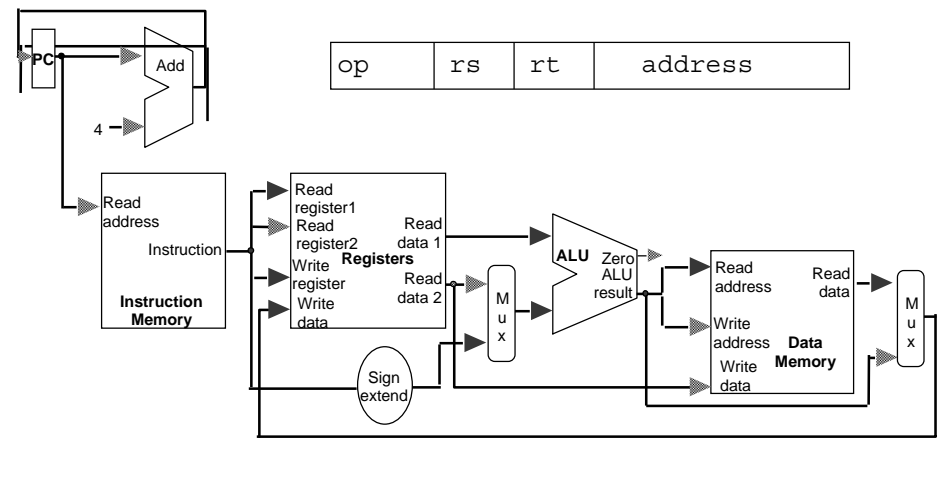 PC
Add
4
op rs rt address
Read
address
Instruction
Instruction
Memory
Read
register1
Read
register2
Write
register
Write
data
Registers
Read
data 1
Read
data 2
Sign
extend
M
u
x
ALU
Zero
ALU
result
Read
address
Write
address
Write
data
Read
data
Data
Memory
M
u
x